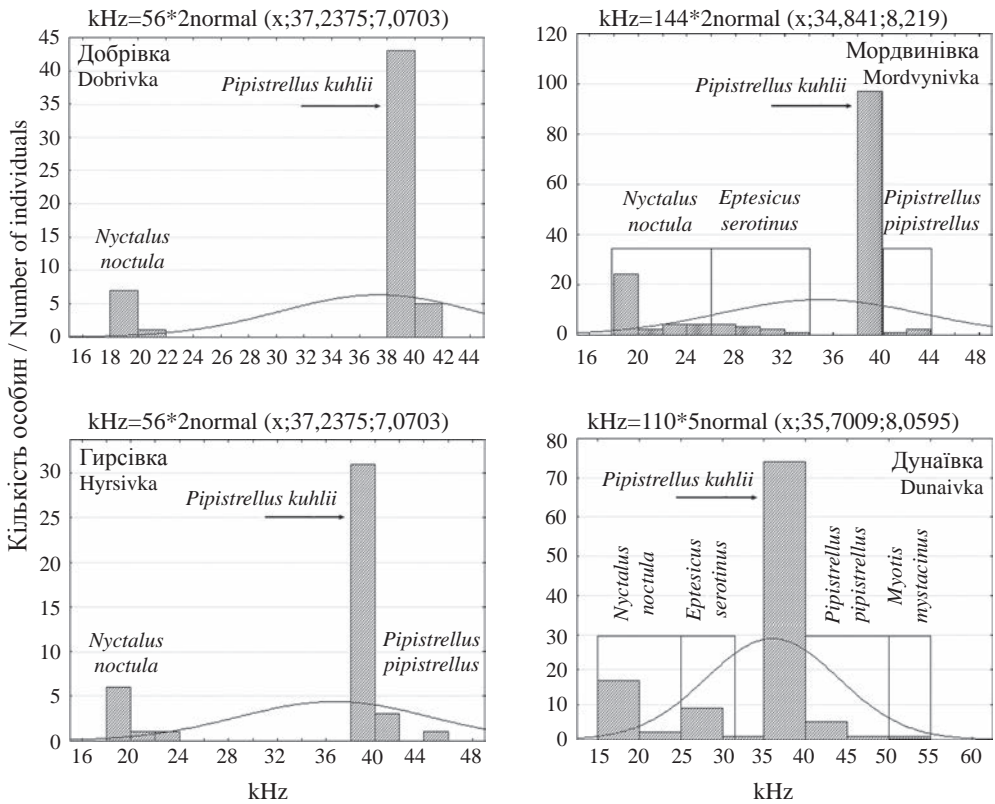 Кількість особин / Number of individuals
kHz=56*2normal (x;37,2375;7,0703)
45
40
35
30
25
20
15
10
5
0
Добрівка
Dobrivka
Pipistrellus kuhlii
Nyctalus
noctula
16 18 20 22 24 26 28 30 32 34 36 38 40 42 44
kHz=144*2normal (x;34,841;8,219)
120
100
80
60
40
20
0
Мордвинівка
Mordvynivka
Pipistrellus kuhlii
Nyctalus
noctula
Eptesicus
serotinus
Pipistrellus
pipistrellus
16 20 24 28 32 36 40 44 48
kHz=56*2normal (x;37,2375;7,0703)
30
25
20
15
10
5
0
Гирсівка
Hyrsivka
Pipistrellus kuhlii
Nyctalus
noctula
Pipistrellus
pipistrellus
16 20 24 28 32 36 40 44 48
kHz
kHz=110*5normal (x;35,7009;8,0595)
80
70
60
50
40
30
30
20
10
0
Дунаївка
Dunaivka
Pipistrellus kuhlii
Nyctalus
noctula
Eptesicus
serotinus
Pipistrellus
pipistrellus
Myotis
mystacinus
15 20 25 30 35 40 45 50 55 60
kHz